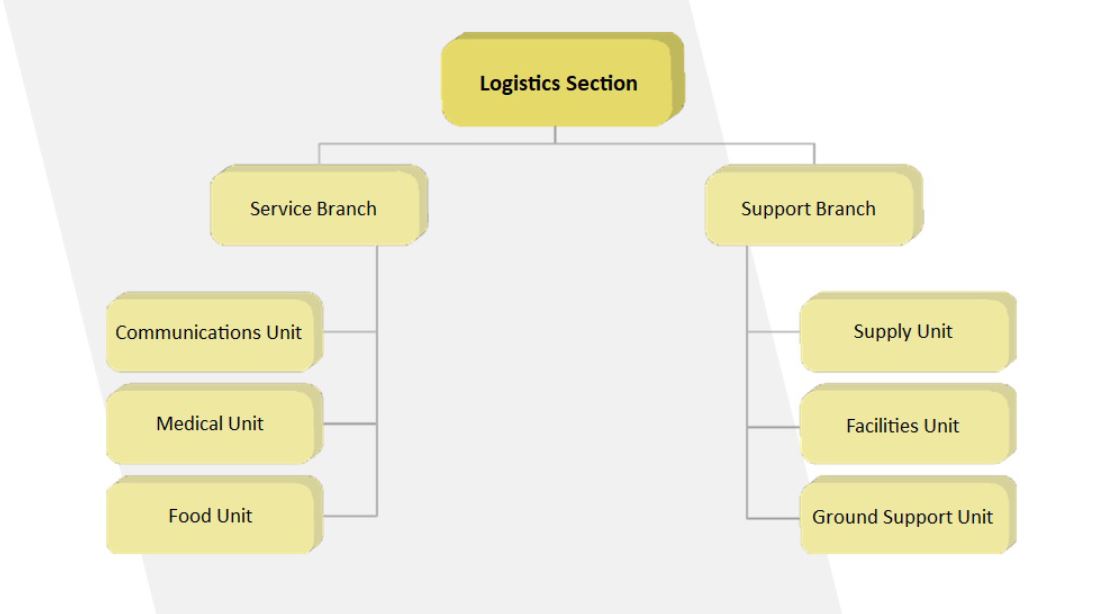 Logistics Section
Service Branch
Support Branch
Communications Unit
Supply Unit
Medical Unit
Facilities Unit
Food Unit
Ground Support Unit